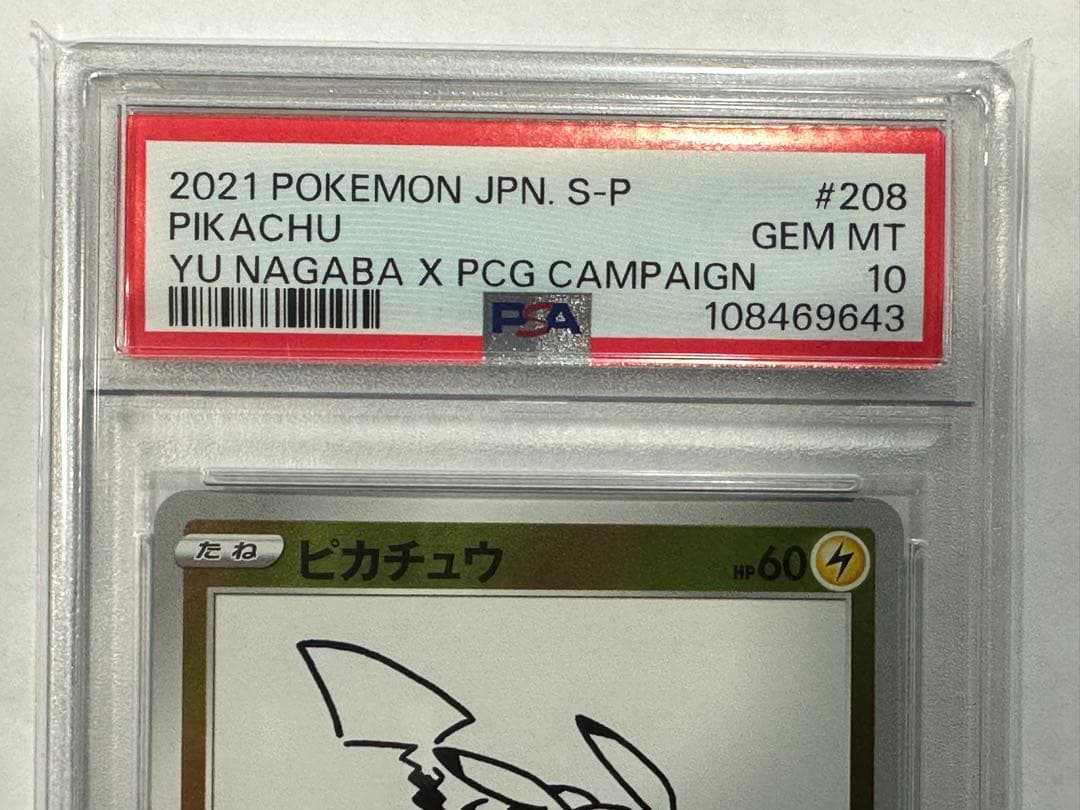 2021 POKEMON JPN. S-P #208
PIKACHU GEM MT
YU NAGABA X PCG CAMPAIGN 10
PSA 108469643
たね ピカチュウ HP60